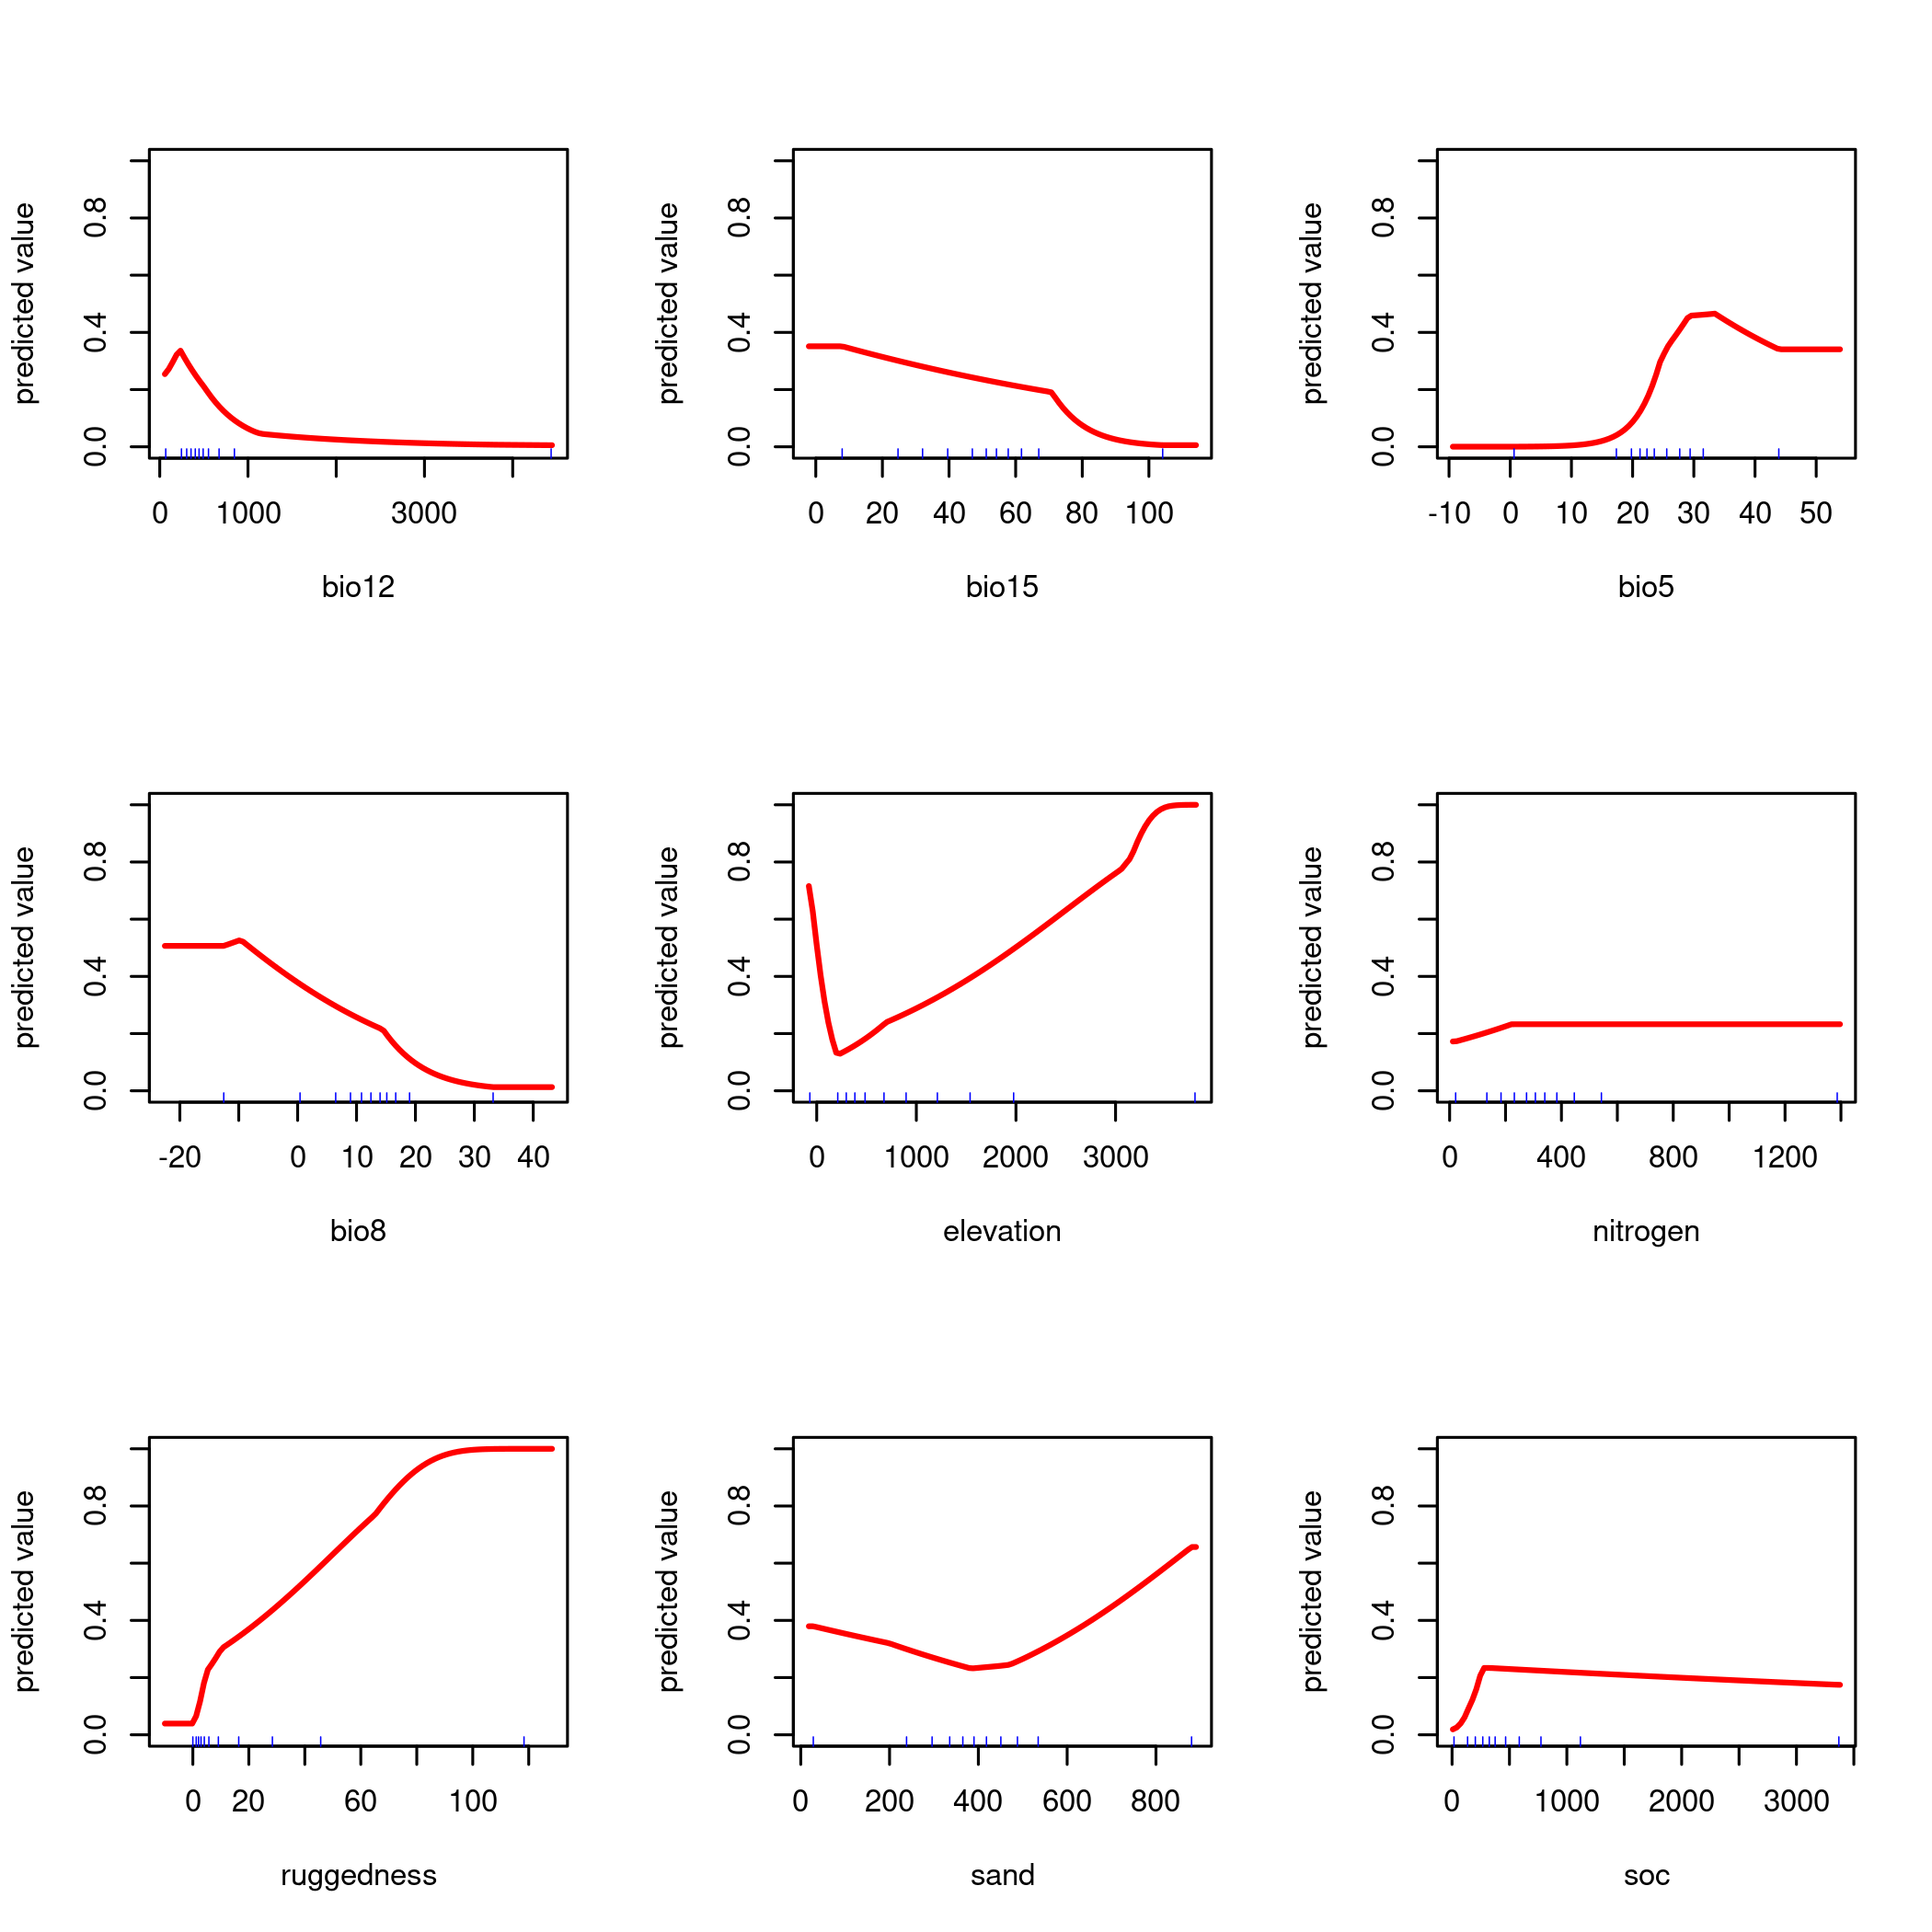 predicted value
0.0 0.4 0.8
0 1000 3000
bio12
predicted value
0.0 0.4 0.8
0 20 40 60 80 100
bio15
predicted value
0.0 0.4 0.8
-10 0 10 20 30 40 50
bio5
predicted value
0.0 0.4 0.8
-20 0 10 20 30 40
bio8
predicted value
0.0 0.4 0.8
0 1000 2000 3000
elevation
predicted value
0.0 0.4 0.8
0 400 800 1200
nitrogen
predicted value
0.0 0.4 0.8
0 20 60 100
ruggedness
predicted value
0.0 0.4 0.8
0 200 400 600 800
sand
predicted value
0.0 0.4 0.8
0 1000 2000 3000
soc